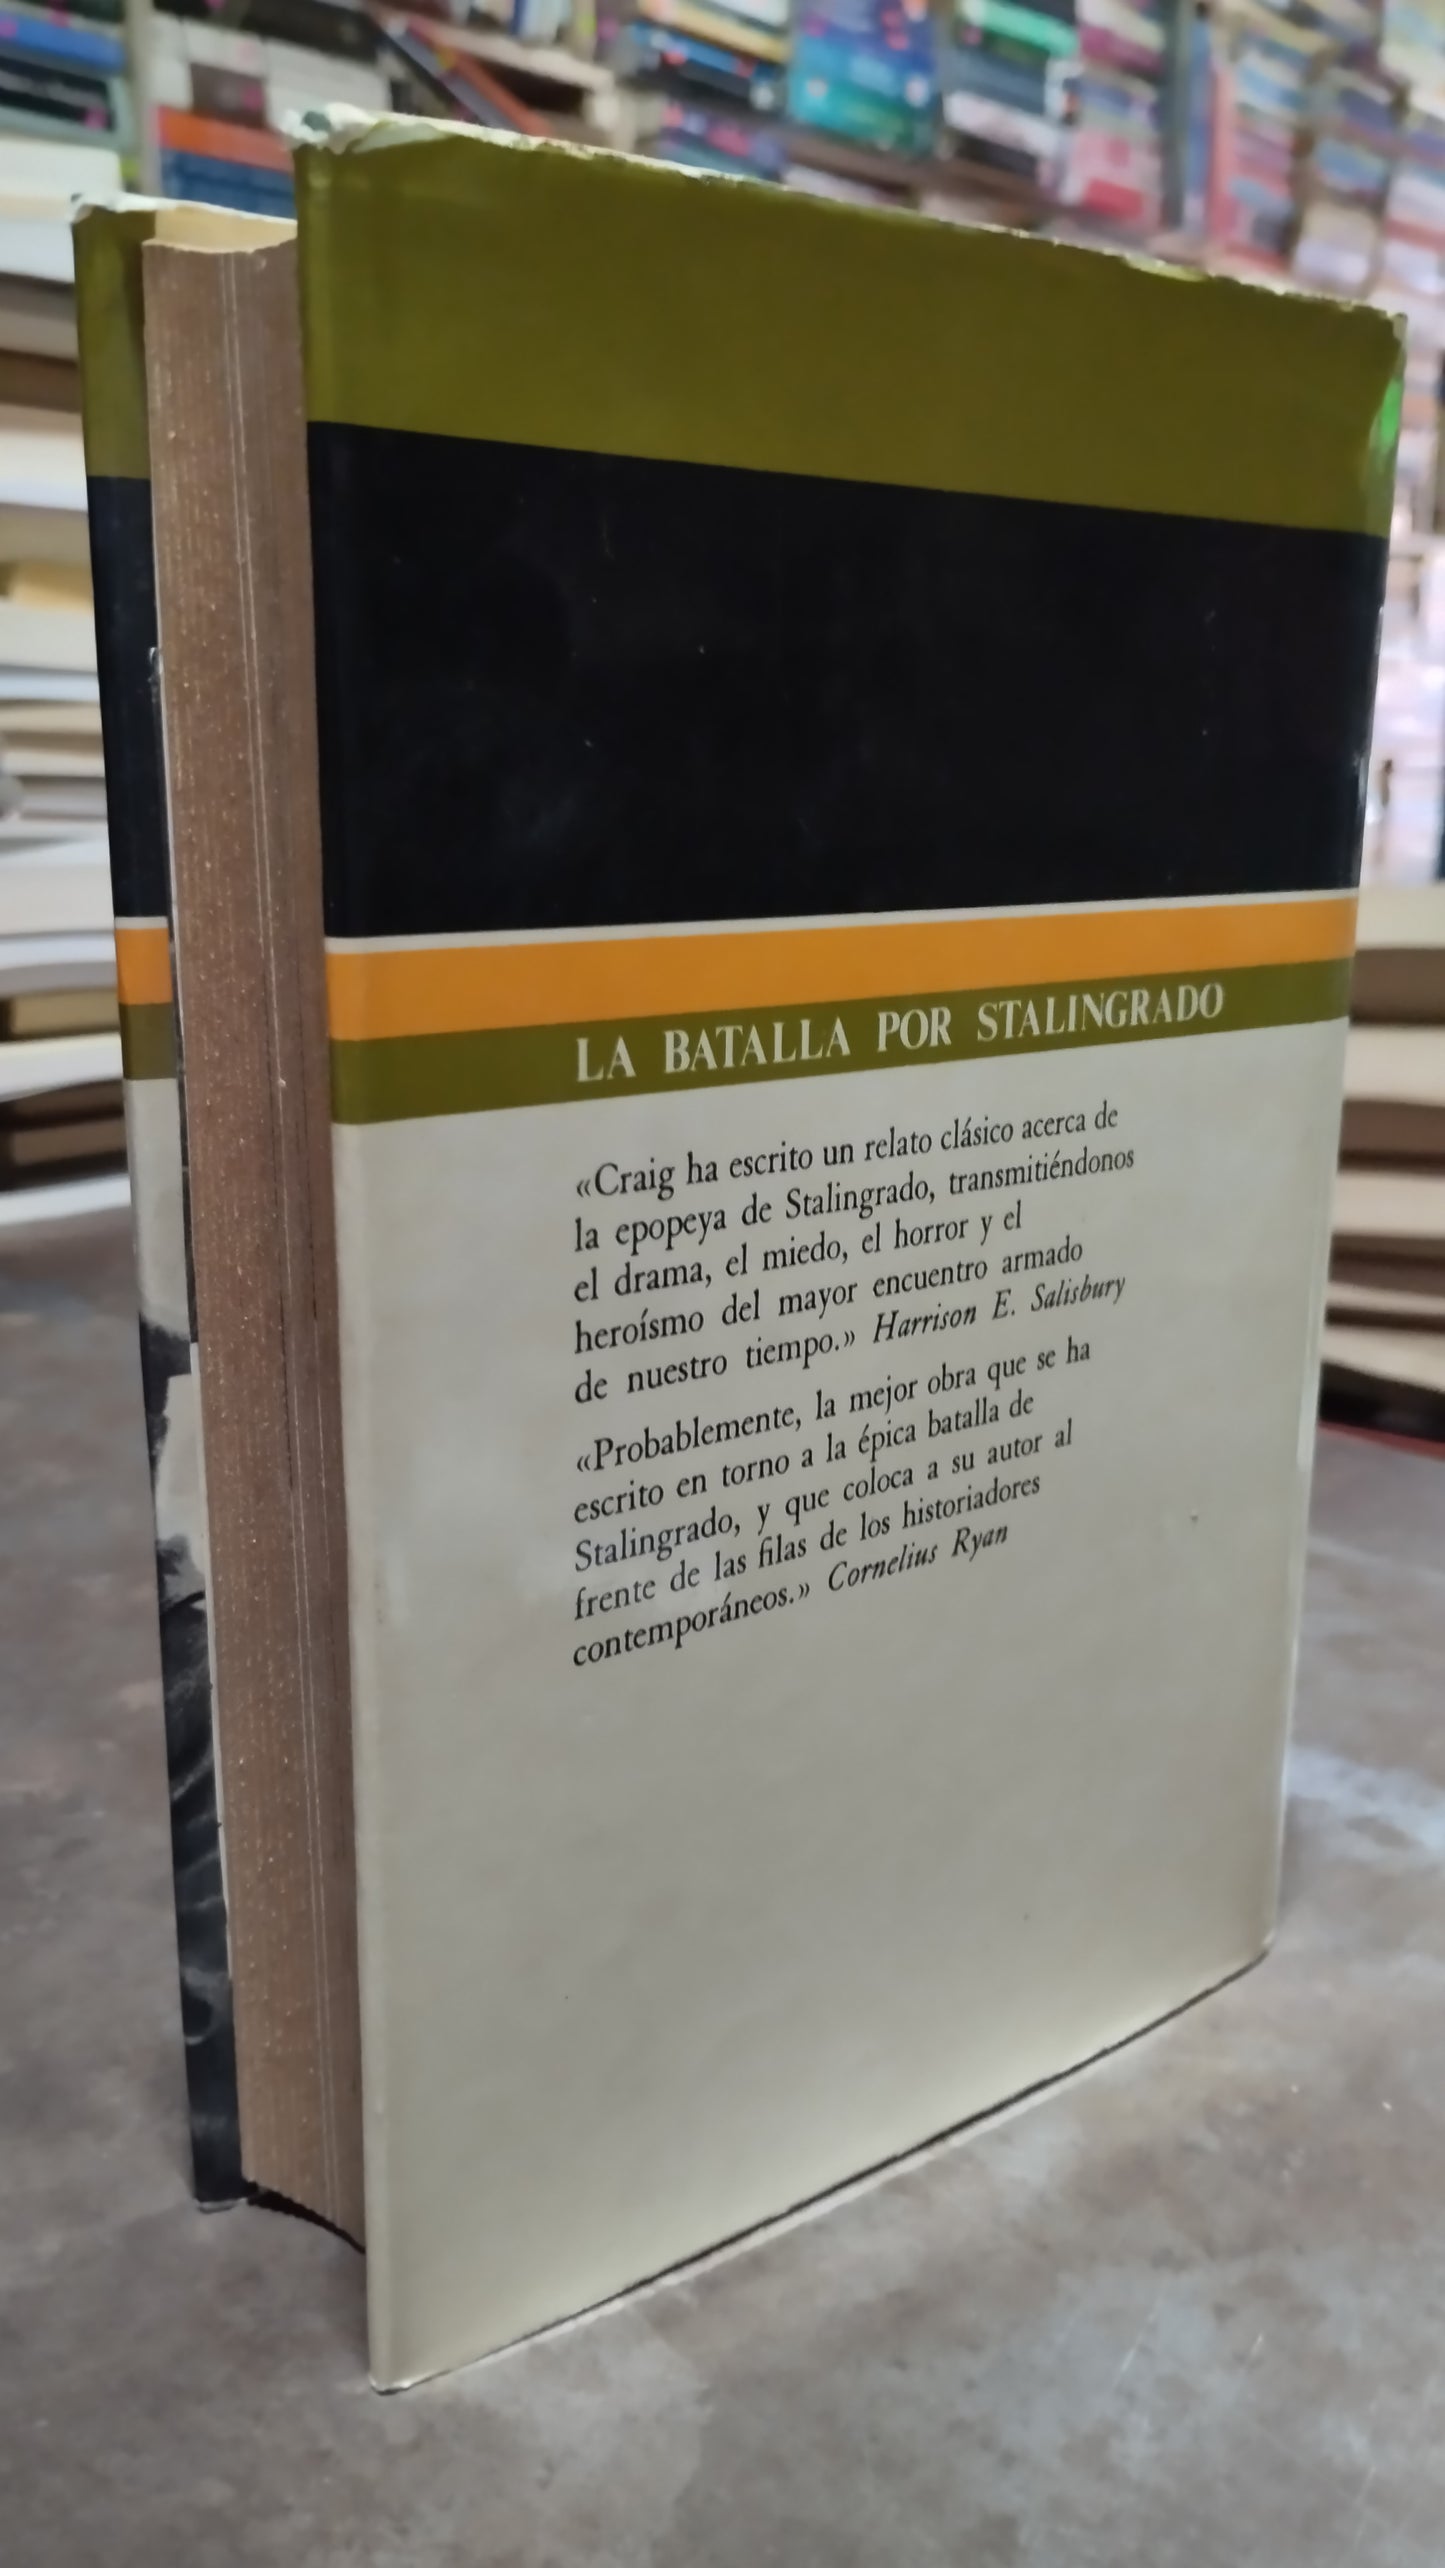 LA BATALLA POR STALINGRADO
«Craig ha escrito un relato clásico acerca de
la epopeya de Stalingrado, transmitiéndonos
el drama, el miedo, el horror y el
heroísmo del mayor encuentro armado
de nuestro tiempo.» Harrison E. Salisbury
«Probablemente, la mejor obra que se ha
escrito en torno a la épica batalla de
Stalingrado, y que coloca a su autor al
frente de las filas de los historiadores
contemporáneos.» Cornelius Ryan